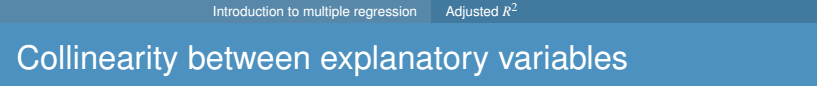 Introduction to multiple regression Adjusted R²
Collinearity between explanatory variables